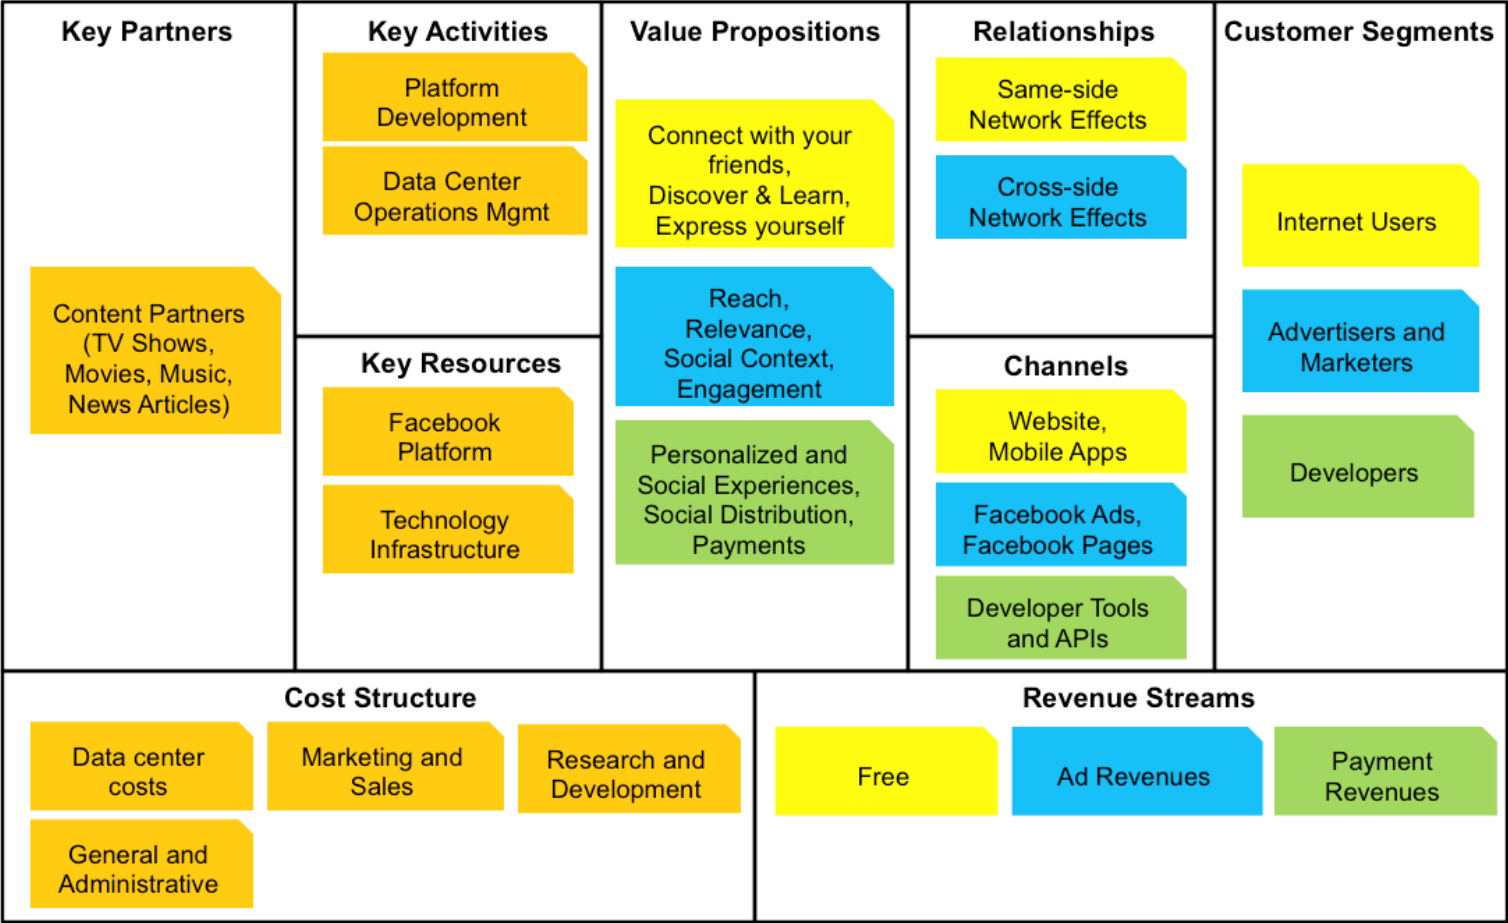 Key Partners
Content Partners
(TV Shows,
Movies, Music,
News Articles)
Key Activities
Platform
Development
Data Center
Operations Mgmt
Key Resources
Facebook
Platform
Technology
Infrastructure
Value Propositions
Connect with your
friends,
Discover & Learn,
Express yourself
Reach,
Relevance,
Social Context,
Engagement
Personalized and
Social Experiences,
Social Distribution,
Payments
Relationships
Same-side
Network Effects
Cross-side
Network Effects
Channels
Website,
Mobile Apps
Facebook Ads,
Facebook Pages
Developer Tools
and APIs
Customer Segments
Internet Users
Advertisers and
Marketers
Developers
Cost Structure
Data center
costs
Marketing and
Sales
Research and
Development
General and
Administrative
Revenue Streams
Free
Ad Revenues
Payment
Revenues